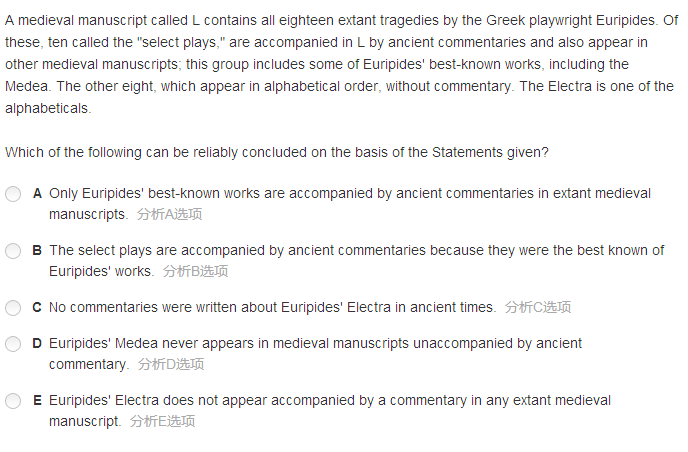 A medieval manuscript called L contains all eighteen extant tragedies by the Greek playwright Euripides. Of
these, ten called the "select plays," are accompanied in L by ancient commentaries and also appear in
other medieval manuscripts; this group includes some of Euripides' best-known works, including the
Medea. The other eight, which appear in alphabetical order, without commentary. The Electra is one of the
alphabeticals.
Which of the following can be reliably concluded on the basis of the Statements given?
A Only Euripides' best-known works are accompanied by ancient commentaries in extant medieval
manuscripts. 分析A选项
B The select plays are accompanied by ancient commentaries because they were the best known of
Euripides' works. 分析B选项
C No commentaries were written about Euripides' Electra in ancient times. 分析C选项
D Euripides' Medea never appears in medieval manuscripts unaccompanied by ancient
commentary. 分析D选项
E Euripides' Electra does not appear accompanied by a commentary in any extant medieval
manuscript. 分析E选项